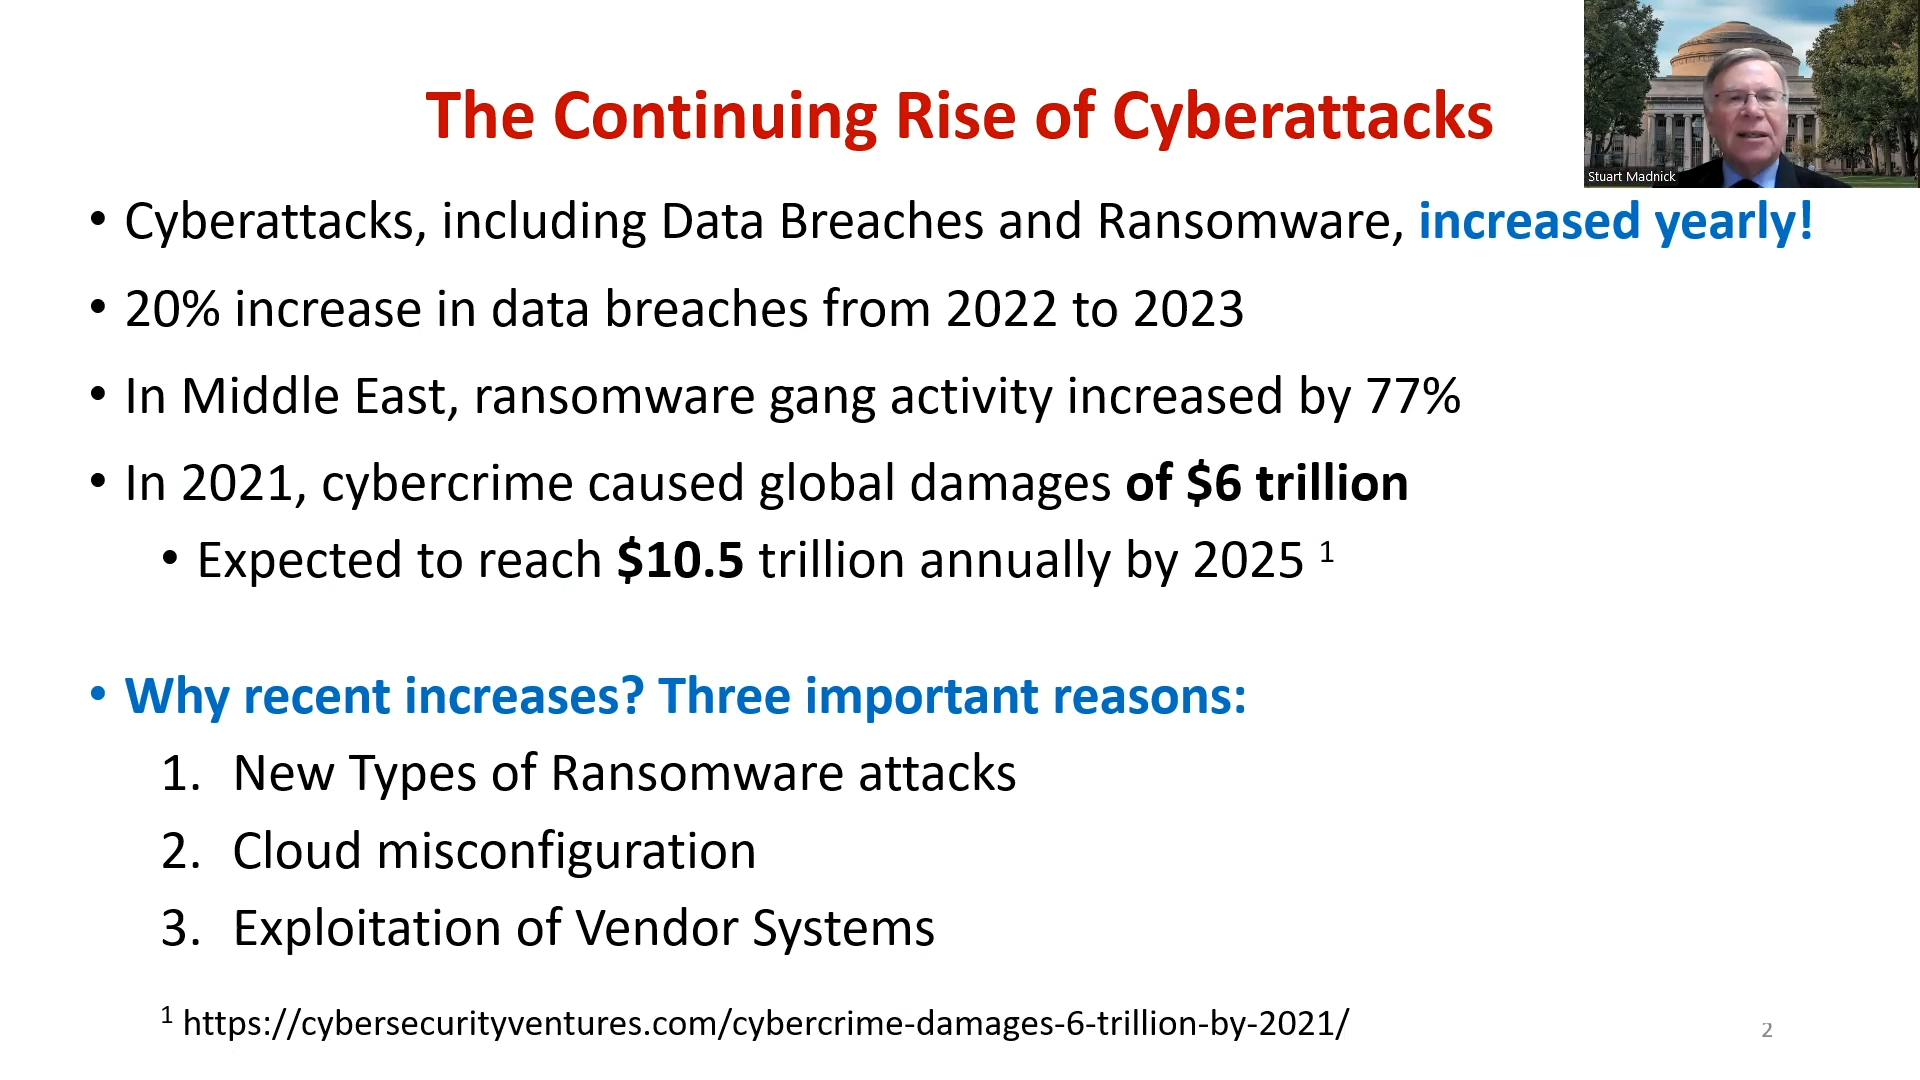 The Continuing Rise of Cyberattacks
Stuart Madnick
• Cyberattacks, including Data Breaches and Ransomware, increased yearly!
• 20% increase in data breaches from 2022 to 2023
• In Middle East, ransomware gang activity increased by 77%
• In 2021, cybercrime caused global damages of $6 trillion
• Expected to reach $10.5 trillion annually by 2025 ¹
• Why recent increases? Three important reasons:
1. New Types of Ransomware attacks
2. Cloud misconfiguration
3. Exploitation of Vendor Systems
¹ https://cybersecurityventures.com/cybercrime-damages-6-trillion-by-2021/
2